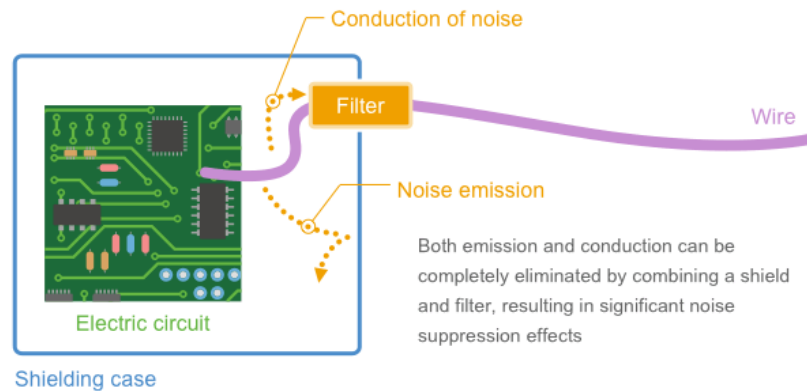 Conduction of noise
Filter
Wire
Noise emission
Both emission and conduction can be
completely eliminated by combining a shield
and filter, resulting in significant noise
suppression effects
Electric circuit
Shielding case